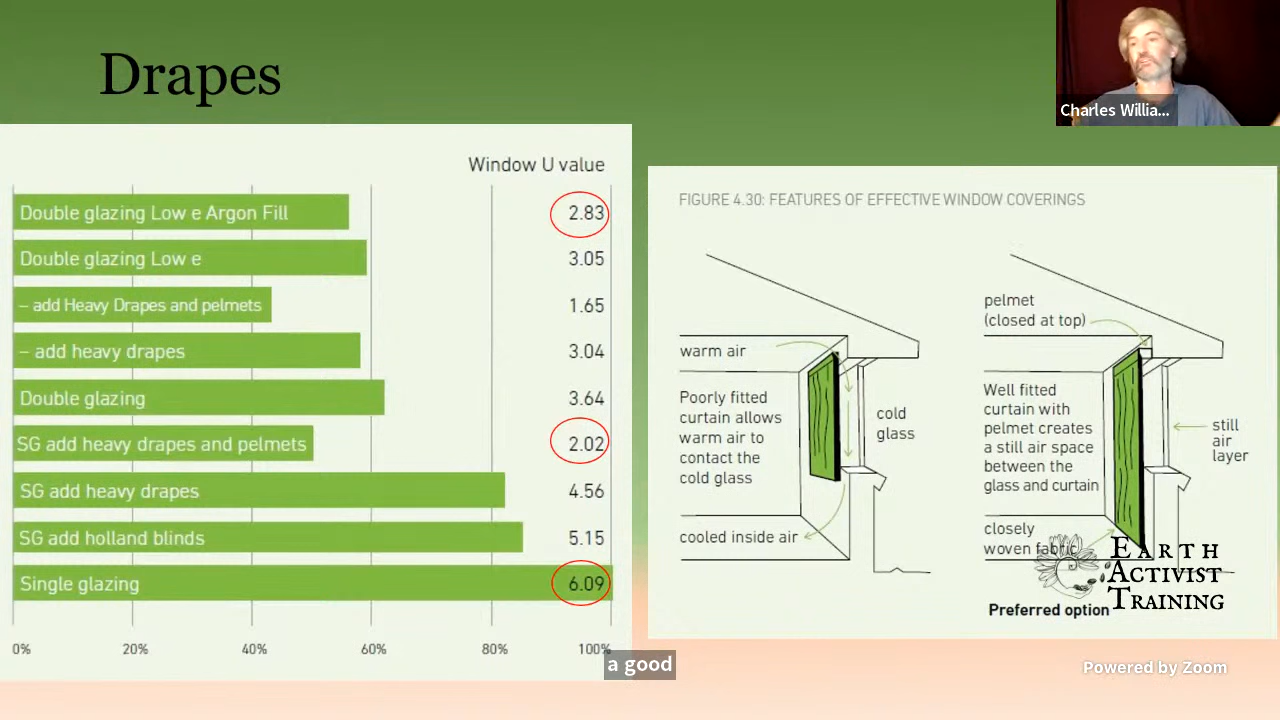 Drapes
Charles Willia...
Window U value
Double glazing Low e Argon Fill 2.83
Double glazing Low e 3.05
– add Heavy Drapes and pelmets 1.65
– add heavy drapes 3.04
Double glazing 3.64
SG add heavy drapes and pelmets 2.02
SG add heavy drapes 4.56
SG add holland blinds 5.15
Single glazing 6.09
0% 20% 40% 60% 80% 100%
FIGURE 4.30: FEATURES OF EFFECTIVE WINDOW COVERINGS
warm air
Poorly fitted
curtain allows
warm air to
contact the
cold glass
cold
glass
cooled inside air
pelmet
(closed at top)
Well fitted
curtain with
pelmet creates
a still air space
between the
glass and curtain
still
air
layer
closely
woven fabric
Preferred option
EARTH
ACTIVIST
TRAINING
a good
Powered by Zoom